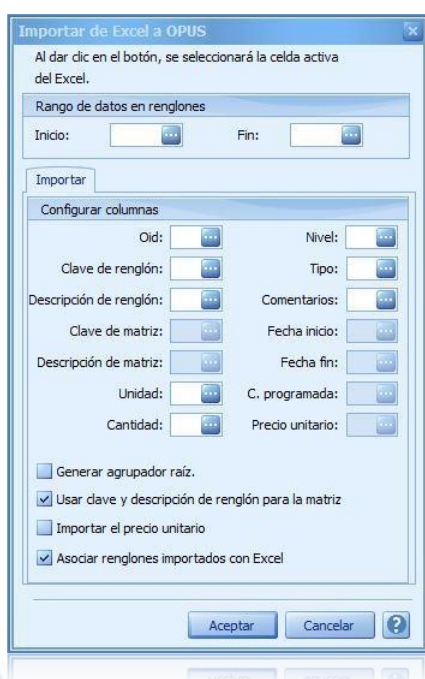 Importar de Excel a OPUS
Al dar clic en el botón, se seleccionará la celda activa
del Excel.
Rango de datos en renglones
Inicio: Fin:
Importar
Configurar columnas
Oid: Nivel:
Clave de renglón: Tipo:
Descripción de renglón: Comentarios:
Clave de matriz: Fecha inicio:
Descripción de matriz: Fecha fin:
Unidad: C. programada:
Cantidad: Precio unitario:
Generar agrupador raíz.
Usar clave y descripción de renglón para la matriz
Importar el precio unitario
Asociar renglones importados con Excel
Aceptar Cancelar ?